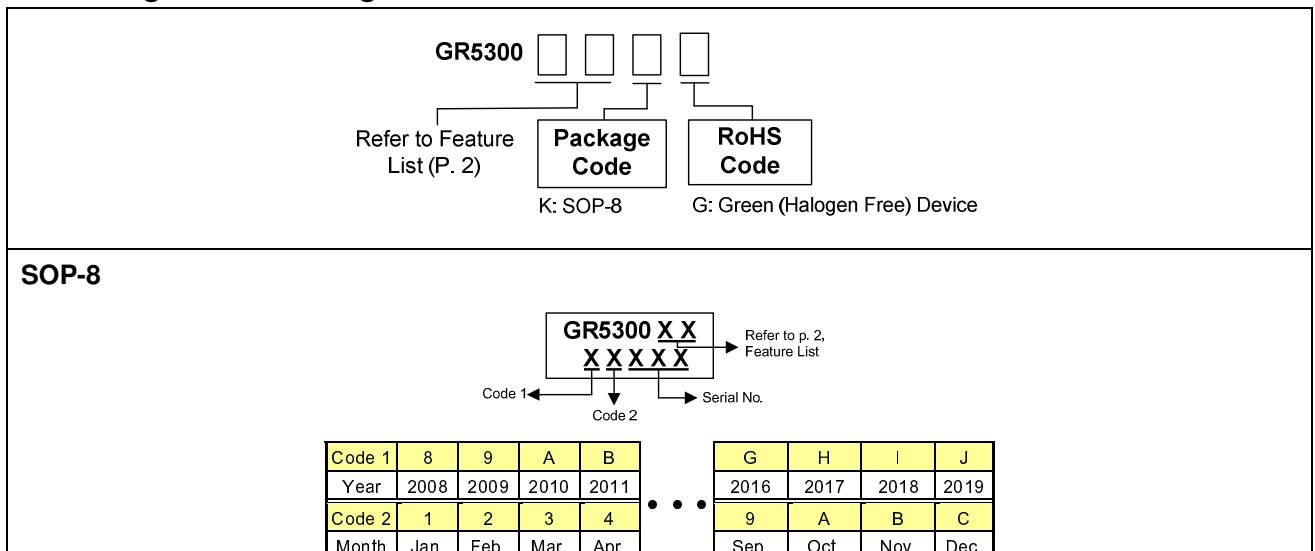 GR5300
Refer to Feature
List (P. 2)
Package
Code
RoHS
Code
K: SOP-8
G: Green (Halogen Free) Device
SOP-8
GR5300 X X
X X X X X
Refer to p. 2,
Feature List
Code 1
Code 2
Serial No.
Code 1 8 9 A B G H I J
Year 2008 2009 2010 2011 • • • 2016 2017 2018 2019
Code 2 1 2 3 4 9 A B C
Month Jan Feb Mar Apr Sep Oct Nov Dec